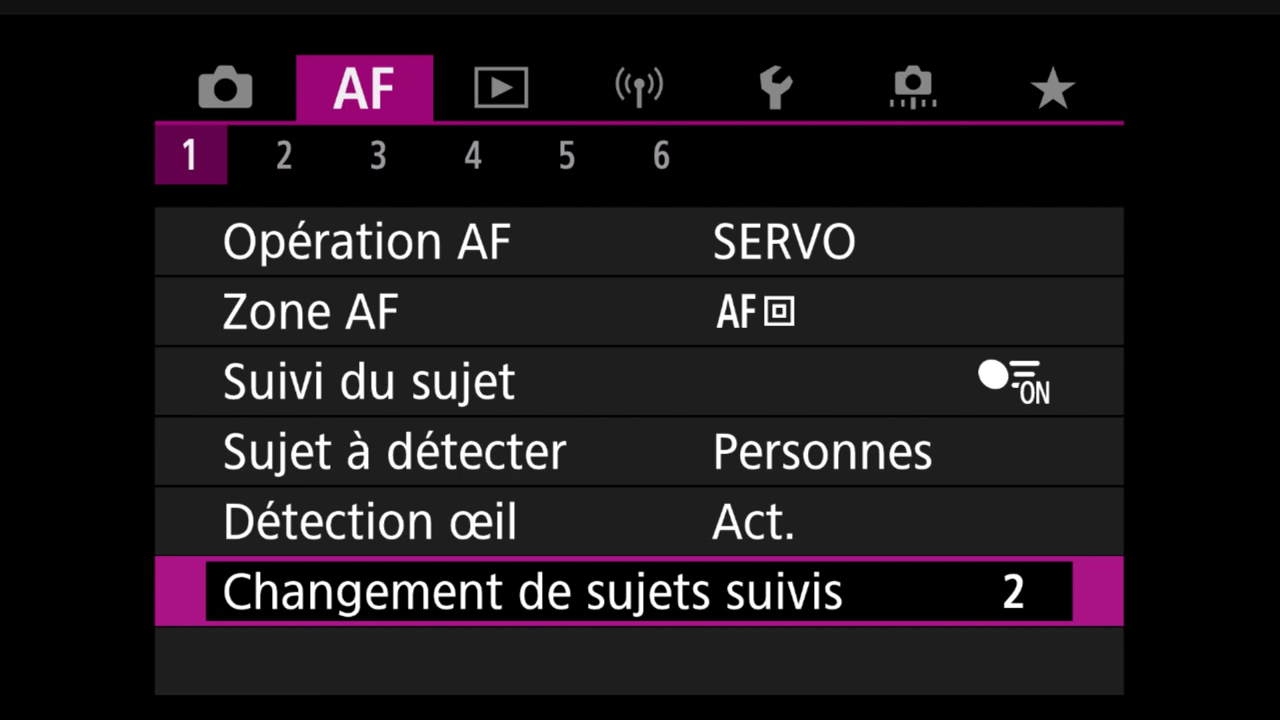 AF
1 2 3 4 5 6
Opération AF SERVO
Zone AF AF
Suivi du sujet ON
Sujet à détecter Personnes
Détection œil Act.
Changement de sujets suivis 2